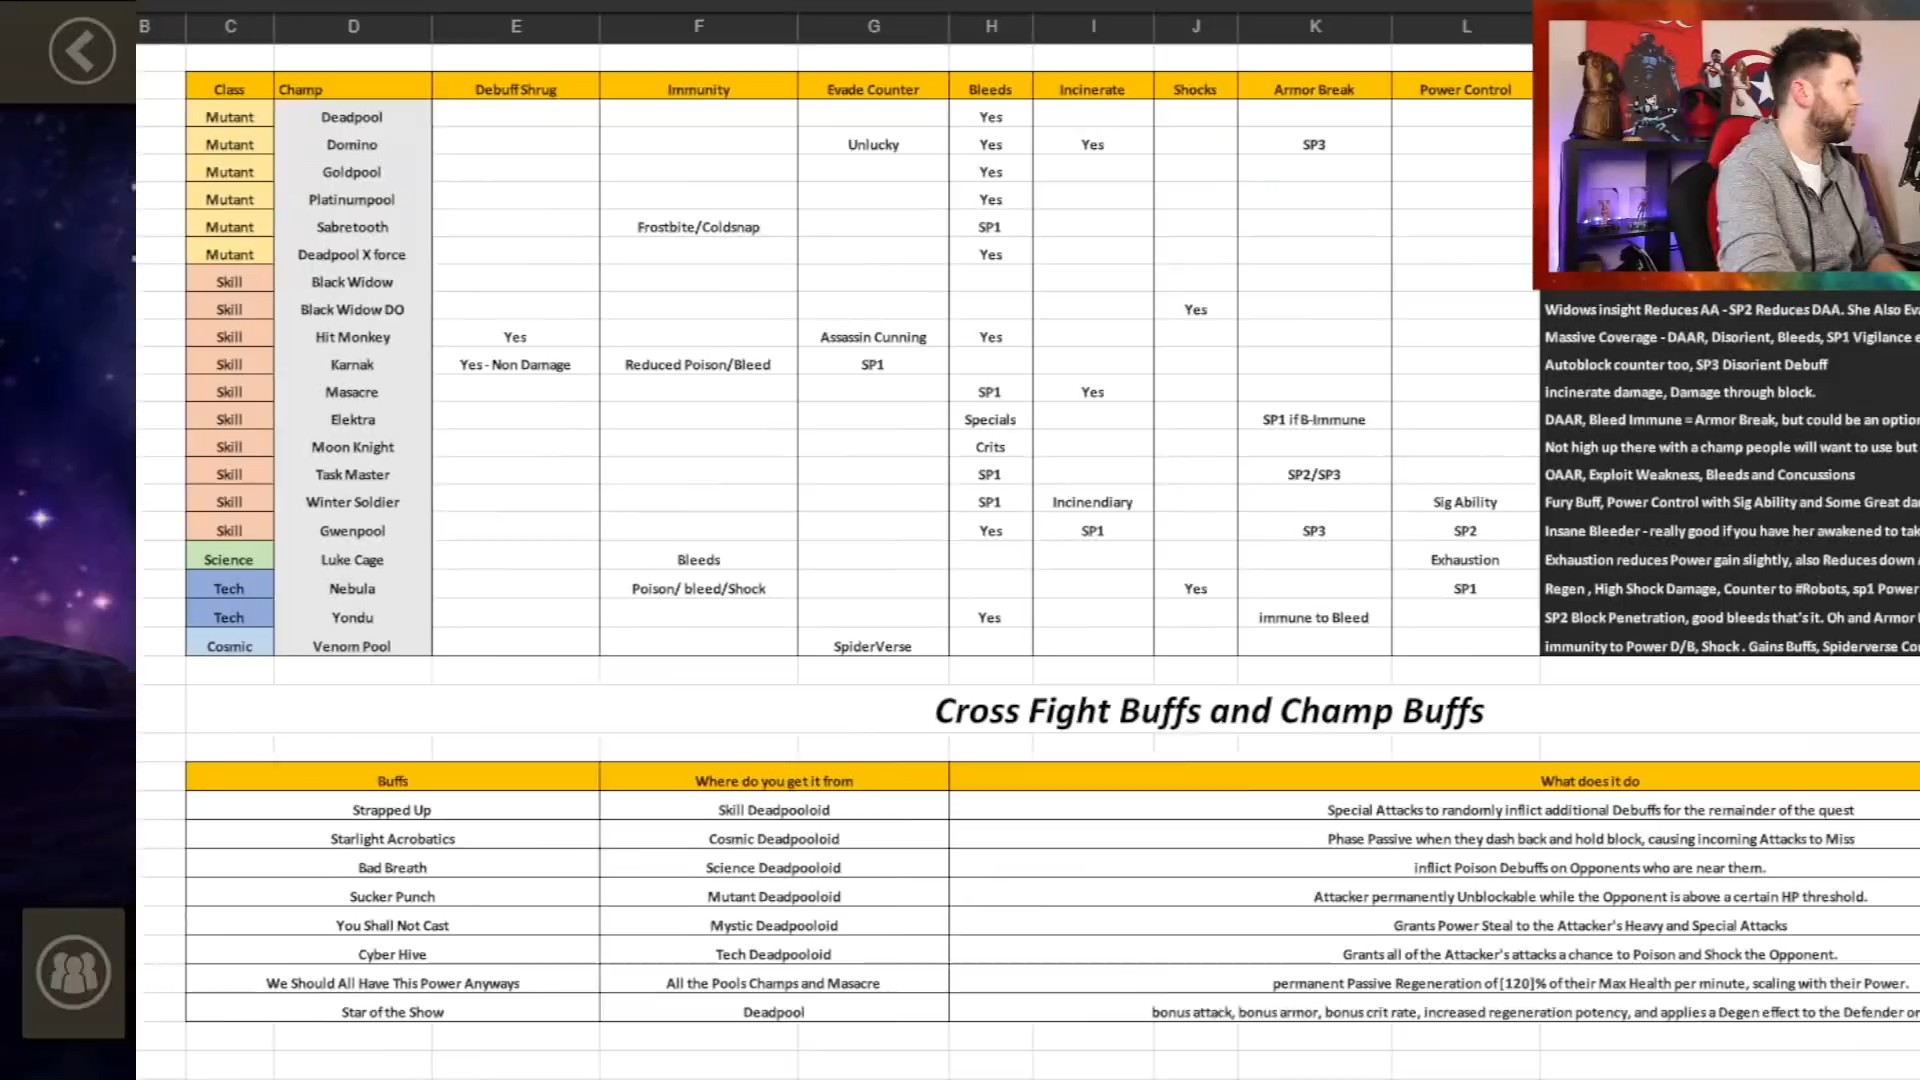 B C D E F G H I J K L
Class Champ Debuff Shrug Immunity Evade Counter Bleeds Incinerate Shocks Armor Break Power Control
Mutant Deadpool Yes
Mutant Domino Unlucky Yes Yes SP3
Mutant Goldpool Yes
Mutant Platinumpool Yes
Mutant Sabretooth Frostbite/Coldsnap SP1
Mutant Deadpool X force Yes
Skill Black Widow
Skill Black Widow DO Yes Widows insight Reduces AA - SP2 Reduces DAA. She Also Eva
Skill Hit Monkey Yes Assassin Cunning Yes Massive Coverage - DAAR, Disorient, Bleeds, SP1 Vigilance e
Skill Karnak Yes - Non Damage Reduced Poison/Bleed SP1 Autoblock counter too, SP3 Disorient Debuff
Skill Masacre SP1 Yes incinerate damage, Damage through block.
Skill Elektra Specials SP1 if B-Immune DAAR, Bleed Immune = Armor Break, but could be an option
Skill Moon Knight Crits Not high up there with a champ people will want to use but
Skill Task Master SP1 SP2/SP3 OAAR, Exploit Weakness, Bleeds and Concussions
Skill Winter Soldier SP1 Incinendiary Sig Ability Fury Buff, Power Control with Sig Ability and Some Great da
Skill Gwenpool Yes SP1 SP3 SP2 Insane Bleeder - really good if you have her awakened to tak
Science Luke Cage Bleeds Exhaustion Exhaustion reduces Power gain slightly, also Reduces down
Tech Nebula Poison/ bleed/Shock Yes SP1 Regen , High Shock Damage, Counter to #Robots, sp1 Power
Tech Yondu Yes immune to Bleed SP2 Block Penetration, good bleeds that's it. Oh and Armor
Cosmic Venom Pool SpiderVerse immunity to Power D/B, Shock . Gains Buffs, Spiderverse Co
Cross Fight Buffs and Champ Buffs
Buffs Where do you get it from What does it do
Strapped Up Skill Deadpooloid Special Attacks to randomly inflict additional Debuffs for the remainder of the quest
Starlight Acrobatics Cosmic Deadpooloid Phase Passive when they dash back and hold block, causing incoming Attacks to Miss
Bad Breath Science Deadpooloid inflict Poison Debuffs on Opponents who are near them.
Sucker Punch Mutant Deadpooloid Attacker permanently Unblockable while the Opponent is above a certain HP threshold.
You Shall Not Cast Mystic Deadpooloid Grants Power Steal to the Attacker's Heavy and Special Attacks
Cyber Hive Tech Deadpooloid Grants all of the Attacker's attacks a chance to Poison and Shock the Opponent.
We Should All Have This Power Anyways All the Pools Champs and Masacre permanent Passive Regeneration of [120]% of their Max Health per minute, scaling with their Power.
Star of the Show Deadpool bonus attack, bonus armor, bonus crit rate, increased regeneration potency, and applies a Degen effect to the Defender or